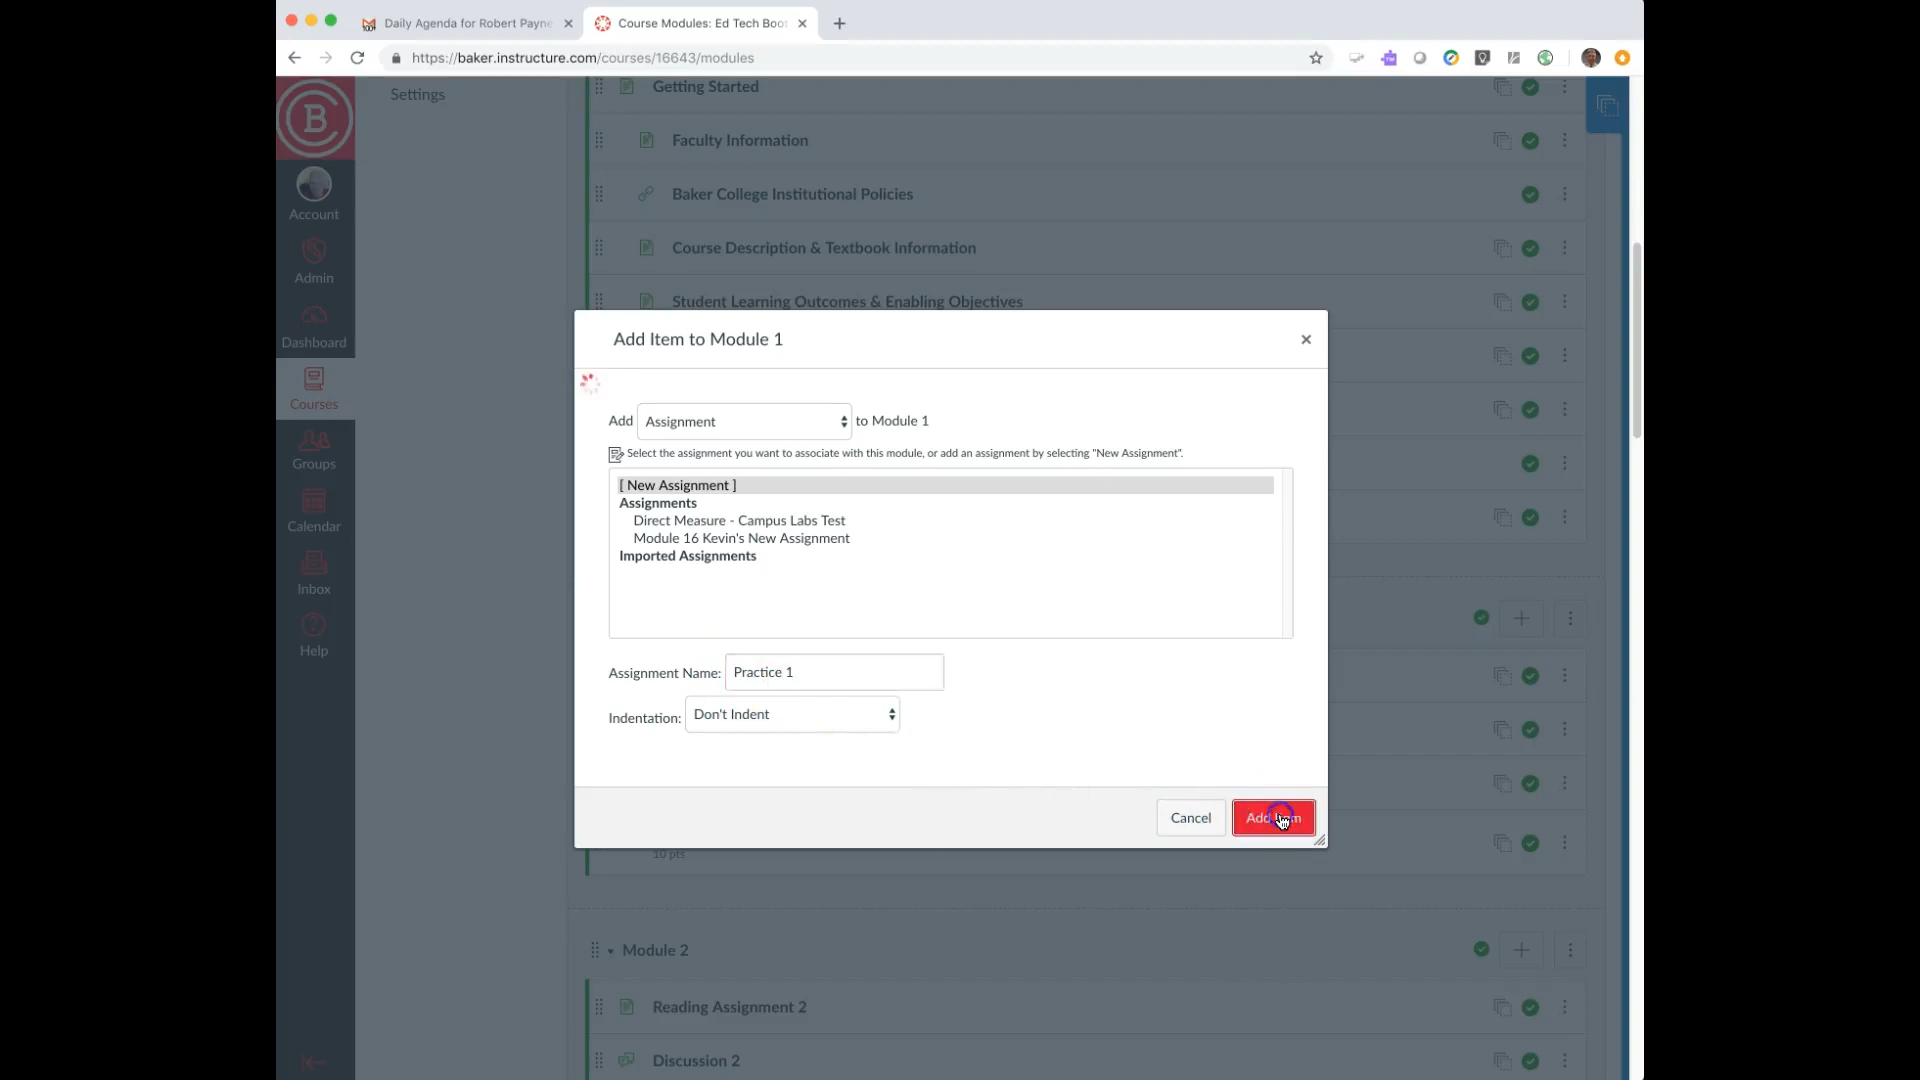 Daily Agenda for Robert Payne
Course Modules: Ed Tech Boot
https://baker.instructure.com/courses/16643/modules
B
Account
Admin
Dashboard
Courses
Groups
Calendar
Inbox
Help
Settings
Getting Started
Faculty Information
Baker College Institutional Policies
Course Description & Textbook Information
Student Learning Outcomes & Enabling Objectives
Add Item to Module 1
Add Assignment to Module 1
Select the assignment you want to associate with this module, or add an assignment by selecting "New Assignment".
[ New Assignment ]
Assignments
Direct Measure - Campus Labs Test
Module 16 Kevin's New Assignment
Imported Assignments
Assignment Name: Practice 1
Indentation: Don't Indent
Cancel
Add Item
10 pts
Module 2
Reading Assignment 2
Discussion 2